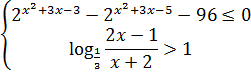 2^{x^2+3x-3} - 2^{x^2+3x-5} - 96 ≤ 0
log_{1/3} (2x-1)/(x+2) > 1